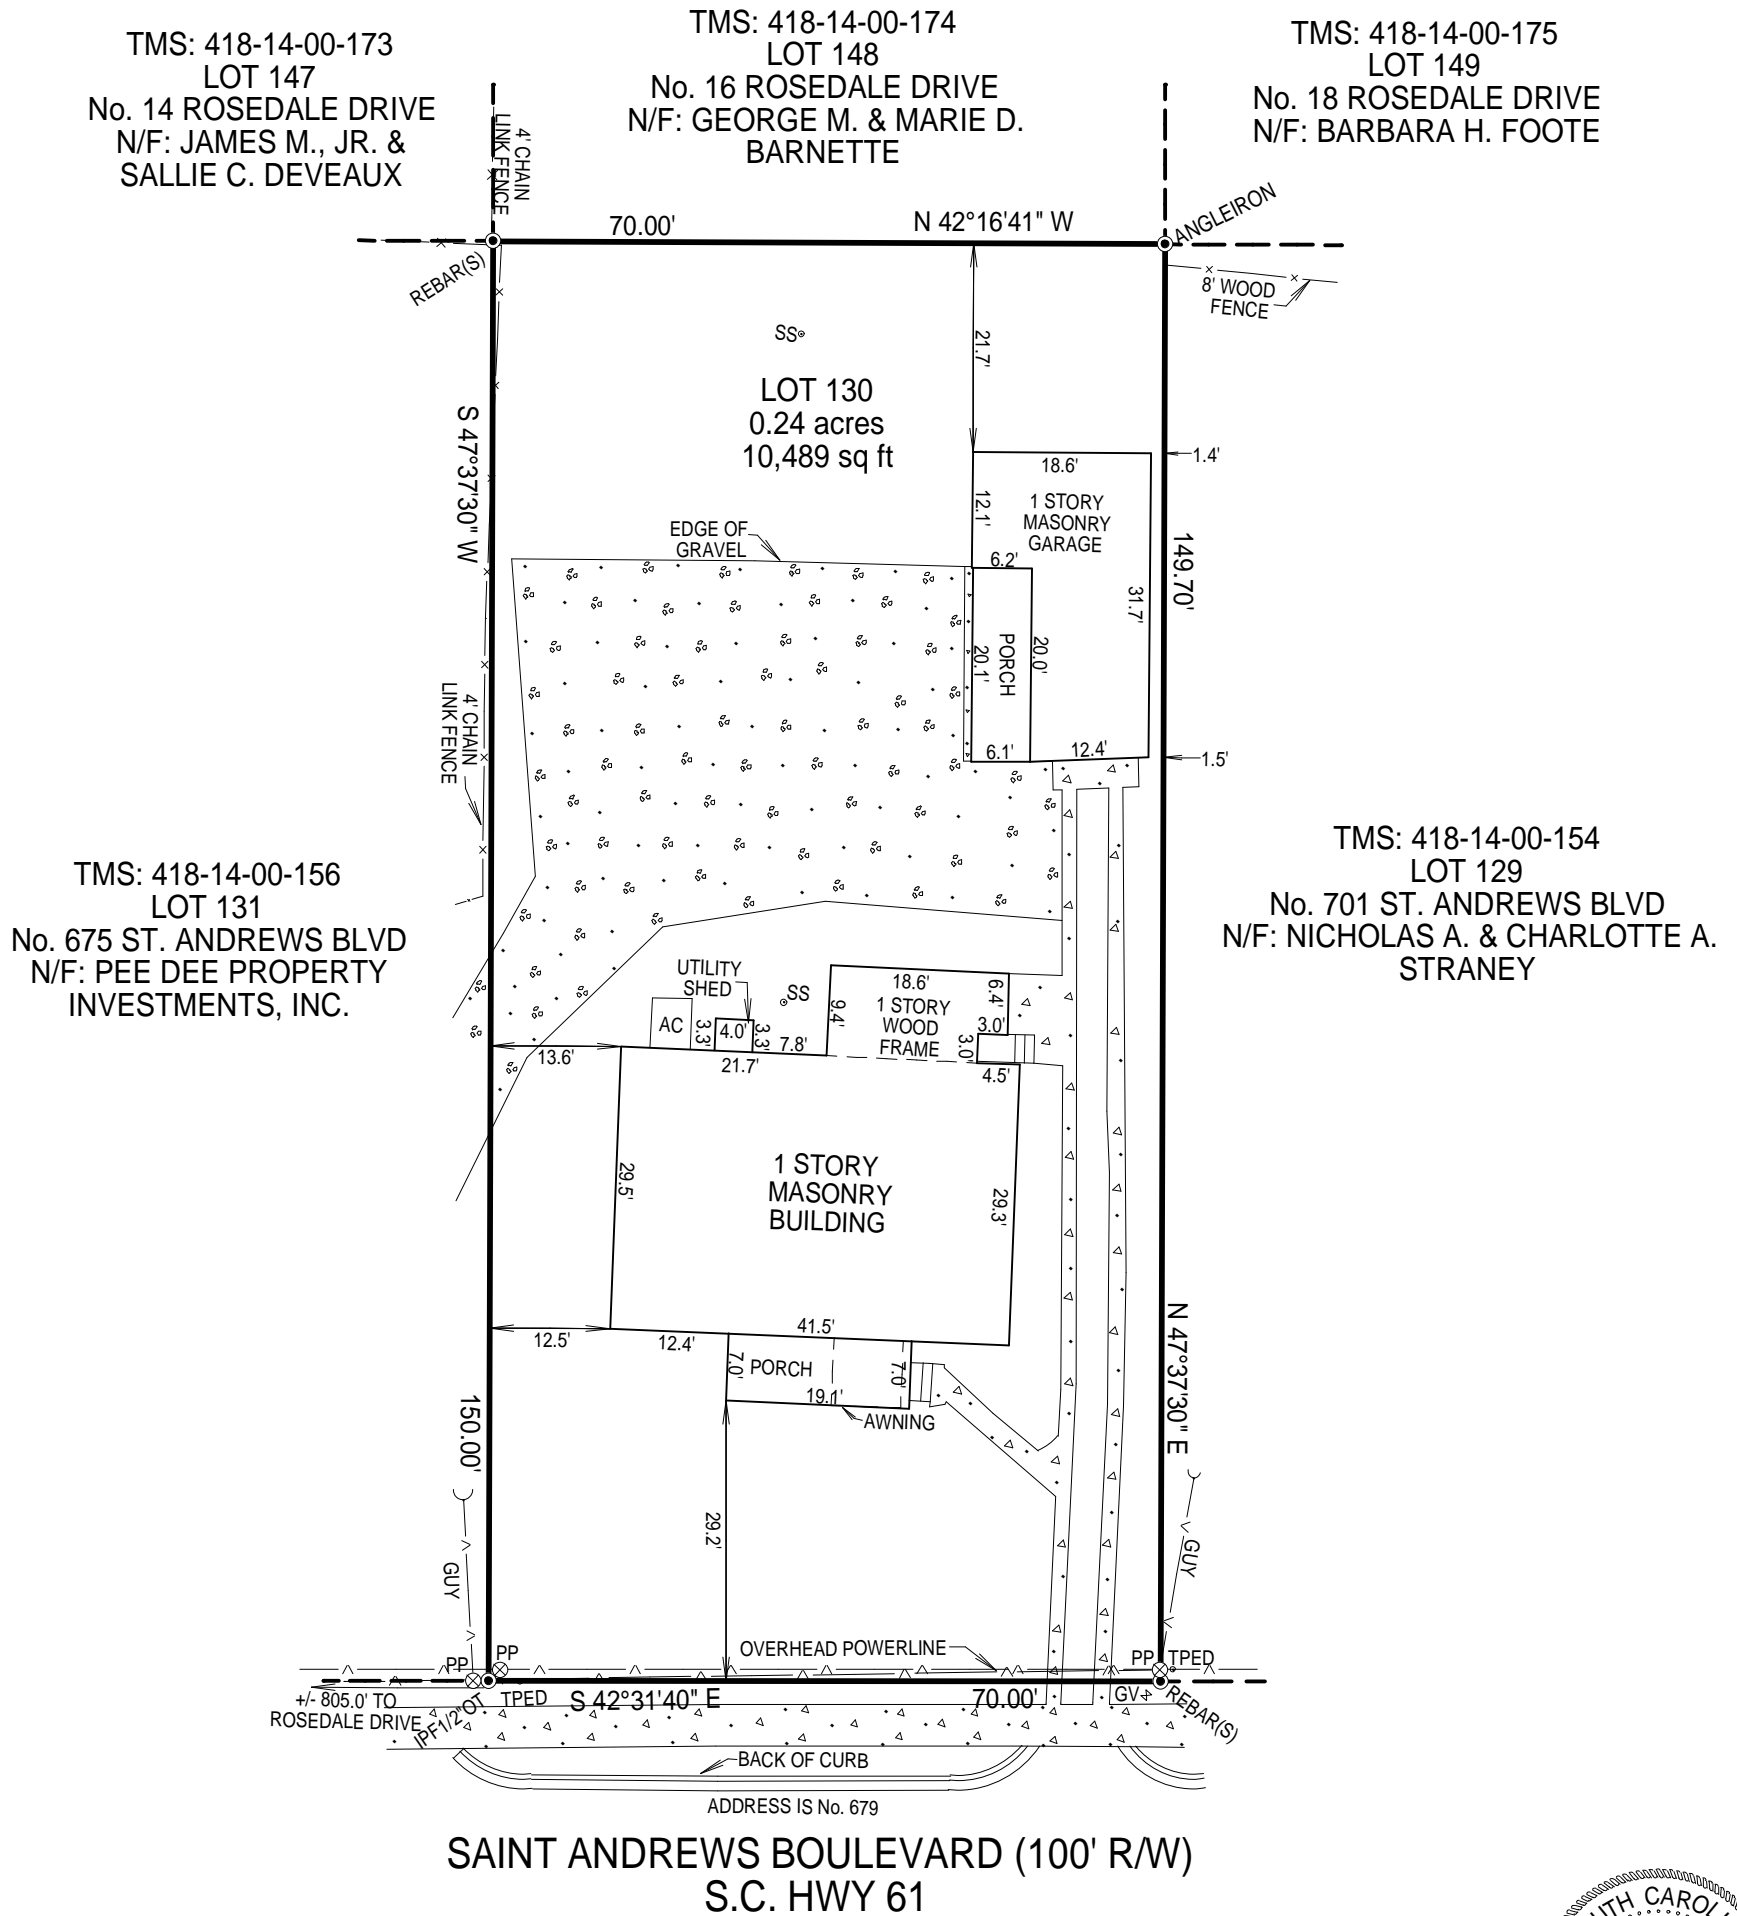 TMS: 418-14-00-173
LOT 147
No. 14 ROSEDALE DRIVE
N/F: JAMES M., JR. &
SALLIE C. DEVEAUX
TMS: 418-14-00-174
LOT 148
No. 16 ROSEDALE DRIVE
N/F: GEORGE M. & MARIE D.
BARNETTE
TMS: 418-14-00-175
LOT 149
No. 18 ROSEDALE DRIVE
N/F: BARBARA H. FOOTE
4' CHAIN
LINK FENCE
70.00'
N 42°16'41" W
ANGLEIRON
REBAR(S)
8' WOOD
FENCE
SS
21.7'
LOT 130
0.24 acres
10,489 sq ft
S 47°37'30" W
18.6'
1.4'
12.1'
1 STORY
MASONRY
GARAGE
EDGE OF
GRAVEL
6.2'
149.70'
31.7'
PORCH
20.1'
20.0'
4' CHAIN
LINK FENCE
6.1'
12.4'
1.5'
TMS: 418-14-00-156
LOT 131
No. 675 ST. ANDREWS BLVD
N/F: PEE DEE PROPERTY
INVESTMENTS, INC.
TMS: 418-14-00-154
LOT 129
No. 701 ST. ANDREWS BLVD
N/F: NICHOLAS A. & CHARLOTTE A.
STRANEY
UTILITY
SHED
SS
18.6'
6.4'
9.4'
1 STORY
WOOD
FRAME
AC
3.3'
4.0'
3.3'
7.8'
3.0'
3.0'
13.6'
21.7'
4.5'
1 STORY
MASONRY
BUILDING
29.5'
29.3'
12.5'
12.4'
41.5'
7.0'
PORCH
7.0'
19.1'
AWNING
N 47°37'30" E
150.00'
29.2'
GUY
GUY
OVERHEAD POWERLINE
PP
PP
PP
TPED
+/- 805.0' TO
ROSEDALE DRIVE
IPF1/2"OT
TPED
S 42°31'40" E
70.00'
GV
REBAR(S)
BACK OF CURB
ADDRESS IS No. 679
SAINT ANDREWS BOULEVARD (100' R/W)
S.C. HWY 61